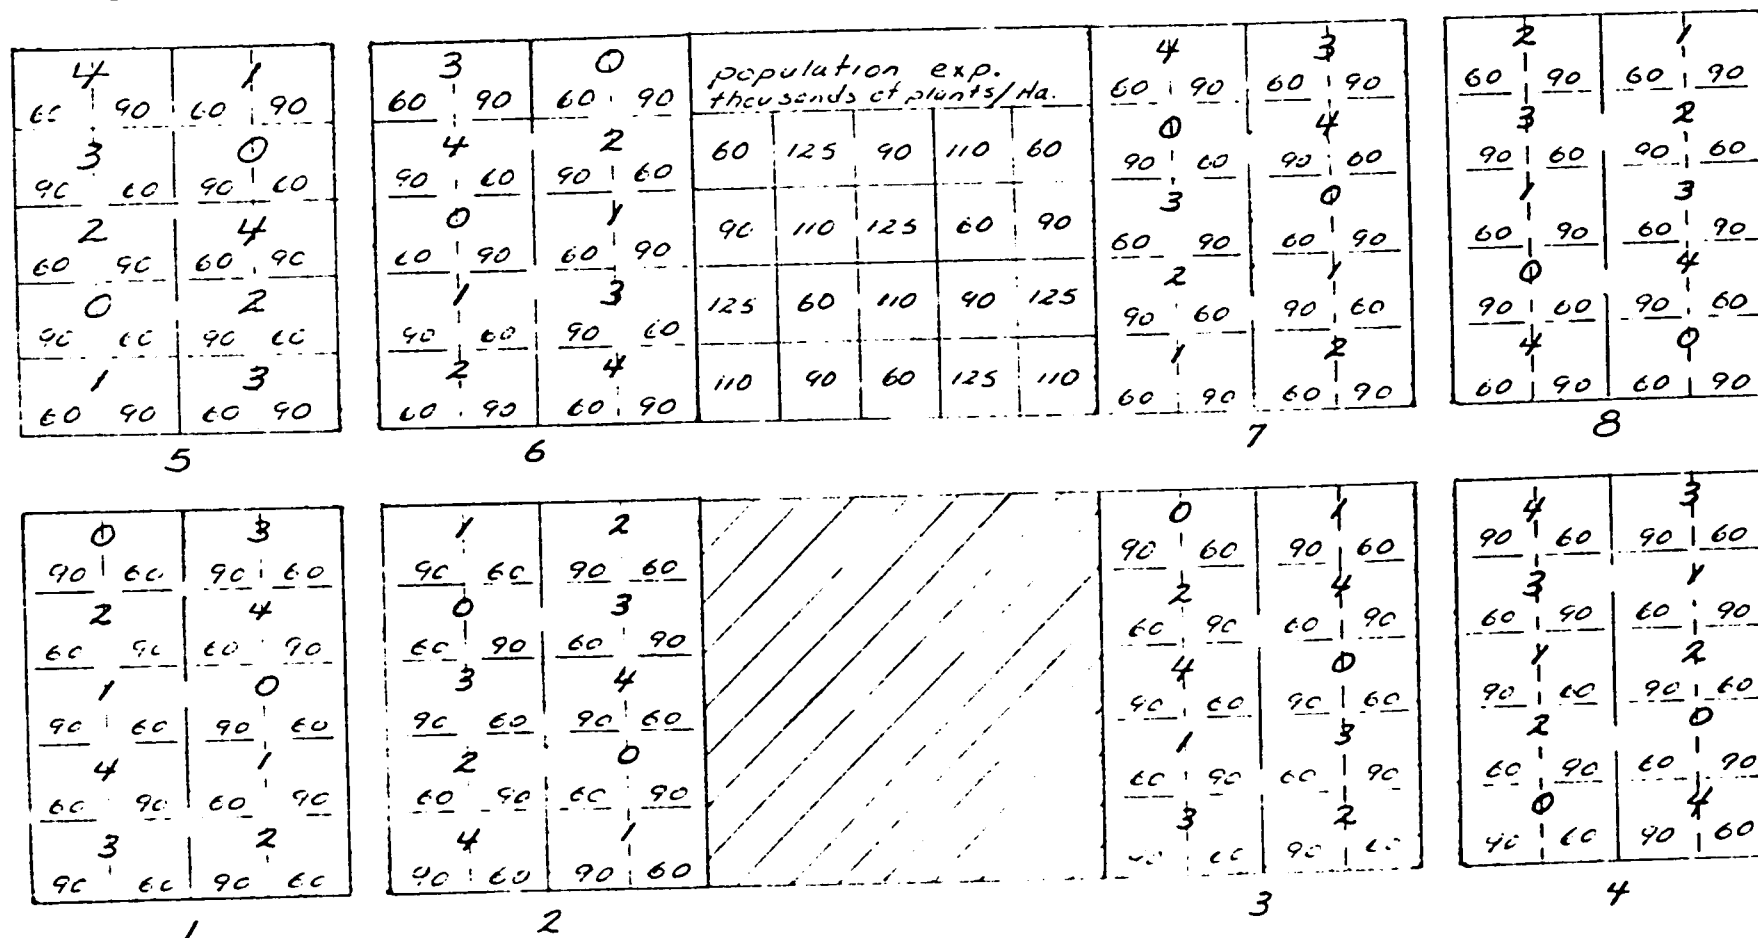 4 1 3 0 population exp. 4 3 2 1
60 90 60 90 60 90 60 90 thousands of plants/Ha. 60 90 60 90 60 90 60 90
3 0 4 2 60 125 90 110 60 0 4 3 2
90 60 90 60 90 60 90 60 90 60 90 60 90 60 90 60
2 4 0 1 90 110 125 60 90 3 0 1 3
60 90 60 90 60 90 60 90 60 90 60 90 60 90 60 90
0 2 1 3 125 60 110 90 125 2 1 0 4
90 60 90 60 90 60 90 60 90 60 90 60 90 60 90 60
1 3 2 4 110 90 60 125 110 1 2 4 0
60 90 60 90 60 90 60 90 60 90 60 90 60 90 60 90
5 6 7 8
0 3 1 2 0 1 4 3
90 60 90 60 90 60 90 60 90 60 90 60 90 60 90 60
2 4 0 3 2 4 3 1
60 90 60 90 60 90 60 90 60 90 60 90 60 90 60 90
1 0 3 4 4 0 1 2
90 60 90 60 90 60 90 60 90 60 90 60 90 60 90 60
4 1 2 0 1 3 2 0
60 90 60 90 60 90 60 90 60 90 60 90 60 90 60 90
3 2 4 1 3 2 0 4
90 60 90 60 90 60 90 60 60 90 60 90 60 90 60
1 2 3 4